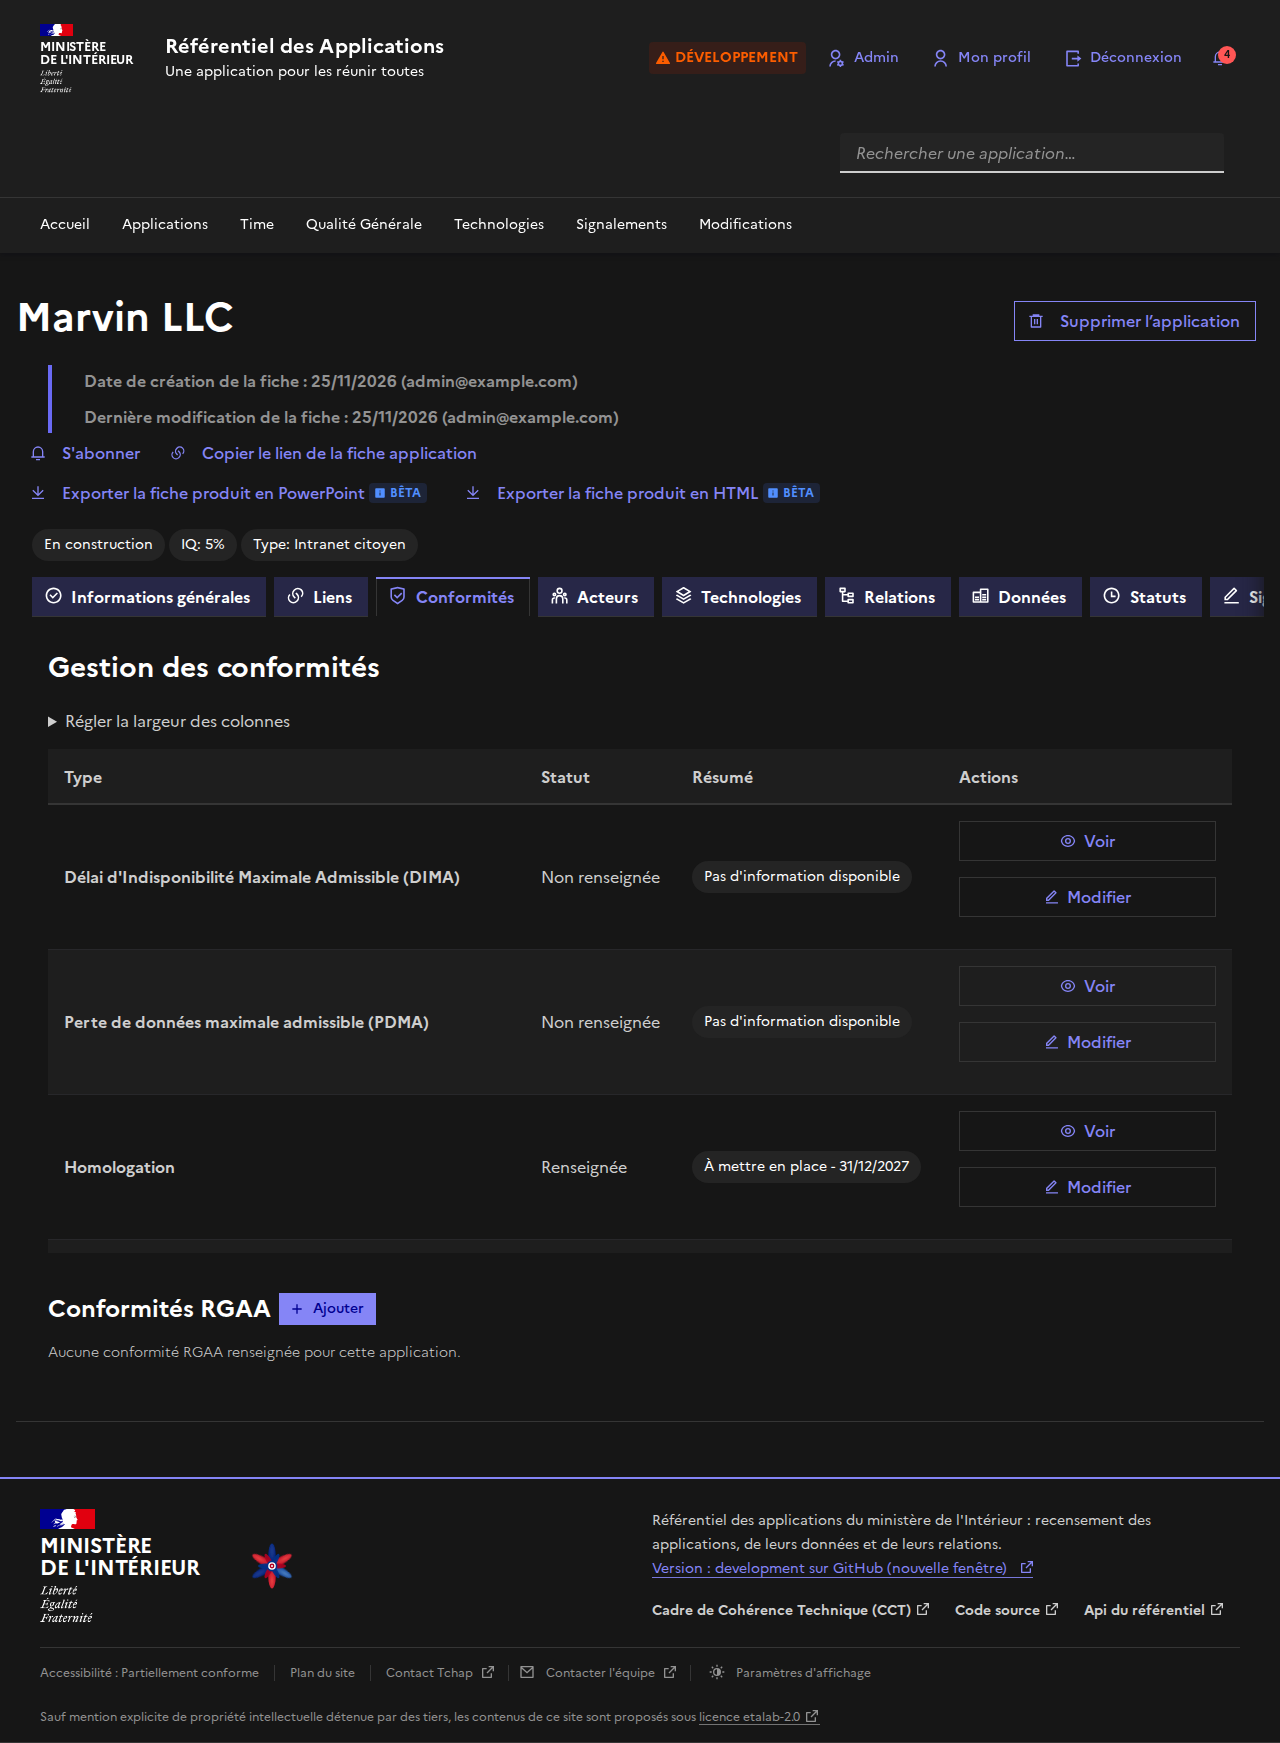 MINISTÈRE
DE L'INTÉRIEUR
Liberté
Égalité
Fraternité
Référentiel des Applications
Une application pour les réunir toutes
DÉVELOPPEMENT
Admin
Mon profil
Déconnexion
4
Rechercher une application…
Accueil
Applications
Time
Qualité Générale
Technologies
Signalements
Modifications
Marvin LLC
Supprimer l’application
Date de création de la fiche : 25/11/2026 (admin@example.com)
Dernière modification de la fiche : 25/11/2026 (admin@example.com)
S'abonner
Copier le lien de la fiche application
Exporter la fiche produit en PowerPoint
BÊTA
Exporter la fiche produit en HTML
BÊTA
En construction
IQ: 5%
Type: Intranet citoyen
Informations générales
Liens
Conformités
Acteurs
Technologies
Relations
Données
Statuts
Gestion des conformités
Régler la largeur des colonnes
Type
Statut
Résumé
Actions
Délai d'Indisponibilité Maximale Admissible (DIMA)
Non renseignée
Pas d'information disponible
Voir
Modifier
Perte de données maximale admissible (PDMA)
Non renseignée
Pas d'information disponible
Voir
Modifier
Homologation
Renseignée
À mettre en place - 31/12/2027
Voir
Modifier
Conformités RGAA
Ajouter
Aucune conformité RGAA renseignée pour cette application.
MINISTÈRE
DE L'INTÉRIEUR
Liberté
Égalité
Fraternité
Référentiel des applications du ministère de l'Intérieur : recensement des
applications, de leurs données et de leurs relations.
Version : development sur GitHub (nouvelle fenêtre)
Cadre de Cohérence Technique (CCT)
Code source
Api du référentiel
Accessibilité : Partiellement conforme
Plan du site
Contact Tchap
Contacter l'équipe
Paramètres d'affichage
Sauf mention explicite de propriété intellectuelle détenue par des tiers, les contenus de ce site sont proposés sous licence etalab-2.0